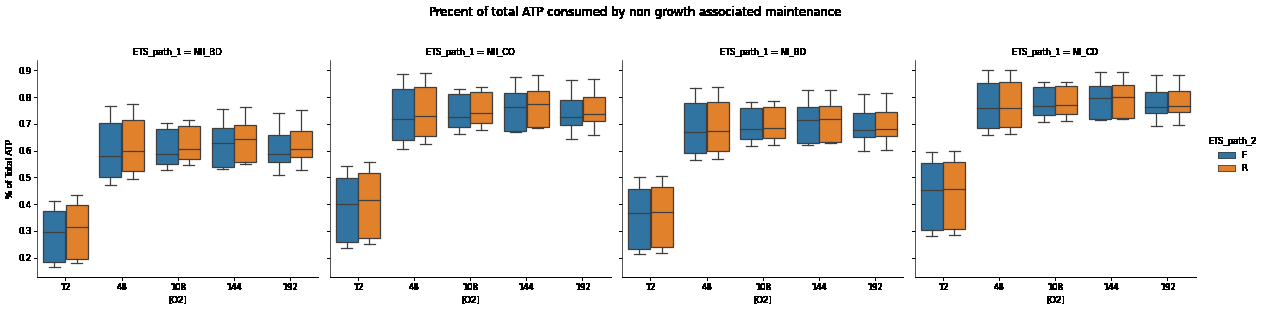 Precent of total ATP consumed by non growth associated maintenance
ETS_path_1 = NII_BD
ETS_path_1 = NII_CO
ETS_path_1 = NI_BD
ETS_path_1 = NI_CD
% of Total ATP
0.9
0.8
0.7
0.6
0.5
0.4
0.3
0.2
12 48 108 144 192
[O2]
12 48 108 144 192
[O2]
12 48 108 144 192
[O2]
12 48 108 144 192
[O2]
ETS_path_2
F
R